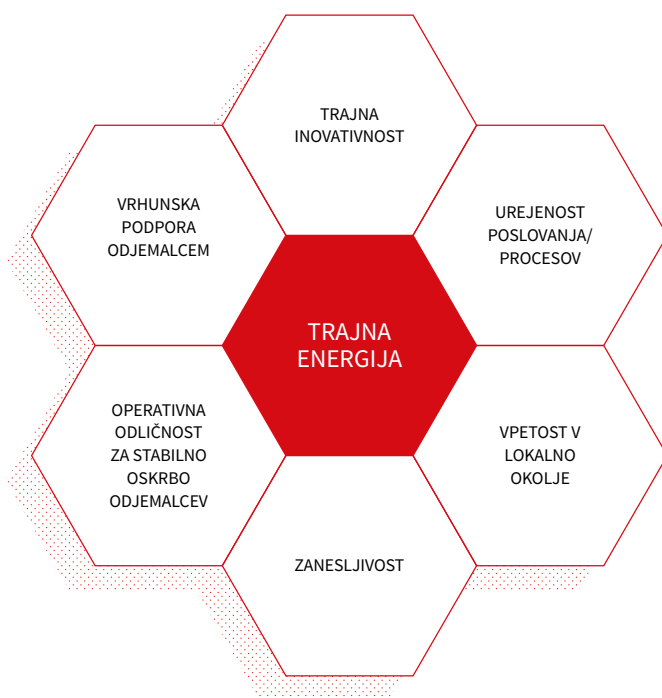 TRAJNA
INOVATIVNOST
VRHUNSKA
PODPORA
ODJEMALCEM
UREJENOST
POSLOVANJA/
PROCESOV
TRAJNA
ENERGIJA
OPERATIVNA
ODLIČNOST
ZA STABILNO
OSKRBO
ODJEMALCEV
VPETOST V
LOKALNO
OKOLJE
ZANESLJIVOST